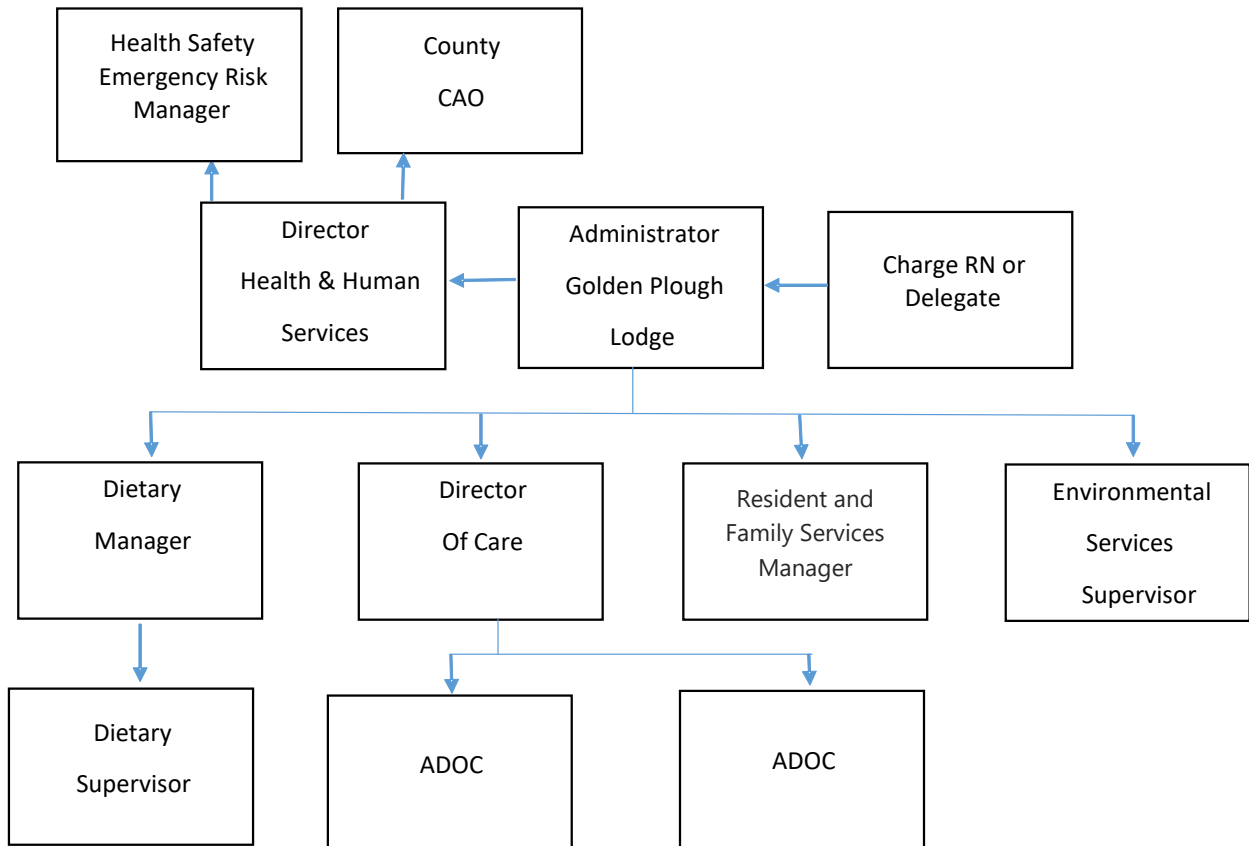 Health Safety
Emergency Risk
Manager
County
CAO
Director
Health & Human
Services
Administrator
Golden Plough
Lodge
Charge RN or
Delegate
Dietary
Manager
Director
Of Care
Resident and
Family Services
Manager
Environmental
Services
Supervisor
Dietary
Supervisor
ADOC
ADOC